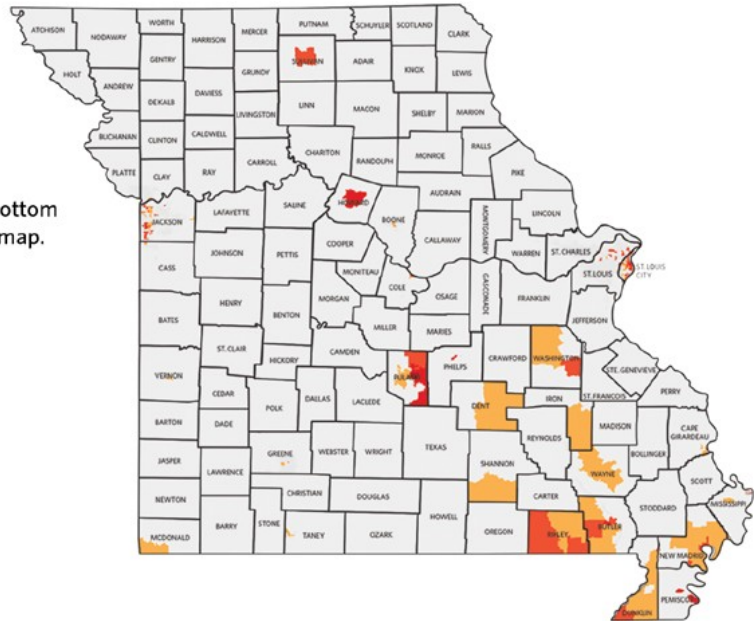 ottom
map.
ATCHISON
NODAWAY
WORTH
HARRISON
MERCER
PUTNAM
SCHUYLER
SCOTLAND
CLARK
HOLT
GENTRY
ANDREW
DEKALB
DAVIESS
GRUNDY
SULLIVAN
ADAIR
KNOX
LEWIS
LIVINGSTON
LINN
MACON
SHELBY
MARION
BUCHANAN
CLINTON
CALDWELL
CARROLL
CHARITON
RANDOLPH
MONROE
RALLS
PLATTE
CLAY
RAY
PIKE
AUDRAIN
HOWARD
BOONE
SALINE
LAFAYETTE
JACKSON
COOPER
CALLAWAY
MONTGOMERY
LINCOLN
WARREN
ST. CHARLES
ST. LOUIS
ST. LOUIS
CITY
CASS
JOHNSON
PETTIS
MONITEAU
COLE
OSAGE
GASCONADE
FRANKLIN
JEFFERSON
BATES
HENRY
BENTON
MORGAN
MILLER
MARIES
ST. CLAIR
HICKORY
CAMDEN
PULASKI
PHELPS
CRAWFORD
WASHINGTON
STE. GENEVIEVE
ST. FRANCOIS
PERRY
VERNON
CEDAR
POLK
DALLAS
LACLEDE
DENT
IRON
MADISON
CAPE
GIRARDEAU
BARTON
DADE
TEXAS
REYNOLDS
BOLLINGER
JASPER
LAWRENCE
GREENE
WEBSTER
WRIGHT
SHANNON
WAYNE
SCOTT
NEWTON
CHRISTIAN
DOUGLAS
HOWELL
CARTER
STODDARD
MISSISSIPPI
MCDONALD
BARRY
STONE
TANEY
OZARK
OREGON
RIPLEY
BUTLER
NEW MADRID
DUNKLIN
PEMISCOT